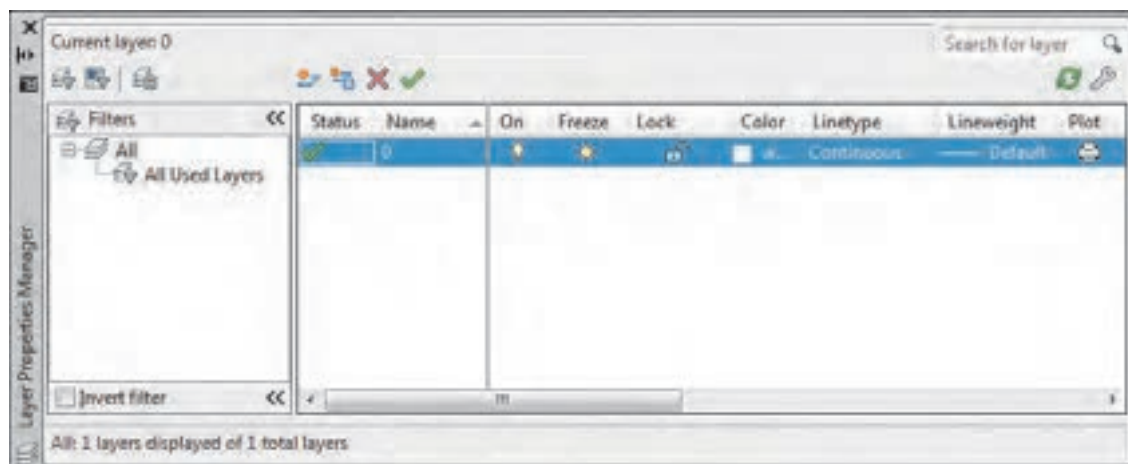 Current layer: 0
Search for layer
Filters
Status Name On Freeze Lock Color Linetype Lineweight Plot
All
0 Continuous Default
All Used Layers
Layer Properties Manager
Invert filter
All: 1 layers displayed of 1 total layers